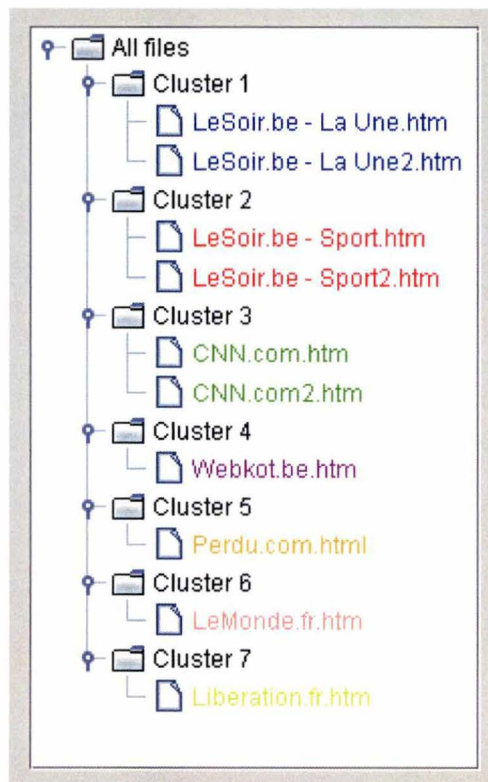 All files
Cluster 1
LeSoir.be - La Une.htm
LeSoir.be - La Une2.htm
Cluster 2
LeSoir.be - Sport.htm
LeSoir.be - Sport2.htm
Cluster 3
CNN.com.htm
CNN.com2.htm
Cluster 4
Webkot.be.htm
Cluster 5
Perdu.com.html
Cluster 6
LeMonde.fr.htm
Cluster 7
Liberation.fr.htm